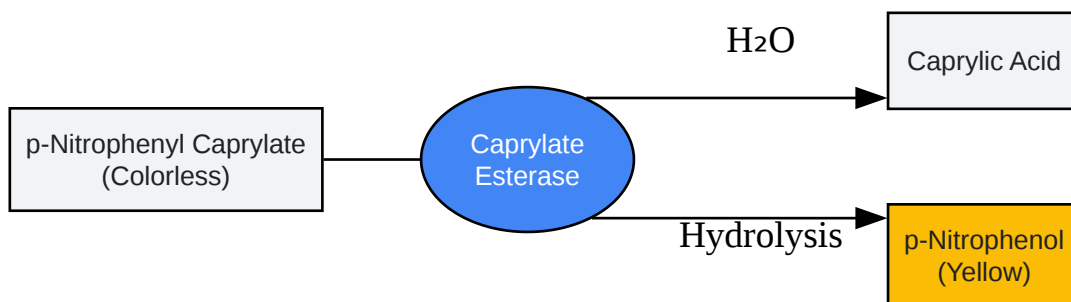 p-Nitrophenyl Caprylate
(Colorless)
Caprylate
Esterase
H₂O
Hydrolysis
Caprylic Acid
p-Nitrophenol
(Yellow)